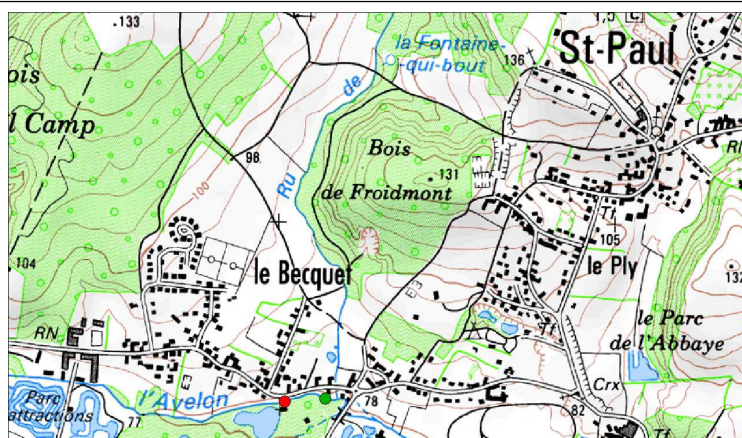 133
1,5 C
la Fontaine-
-qui-bout
136
St-Paul
ois
l Camp
de
98
Bois
131
de Froidmont
100
Ru
Tr
105
104
le Becquet
le Ply
132
RN
Tr
le Parc
de l'Abbaye
Parc
attractions
l'Avelon
77
78
Crx
82
Tf